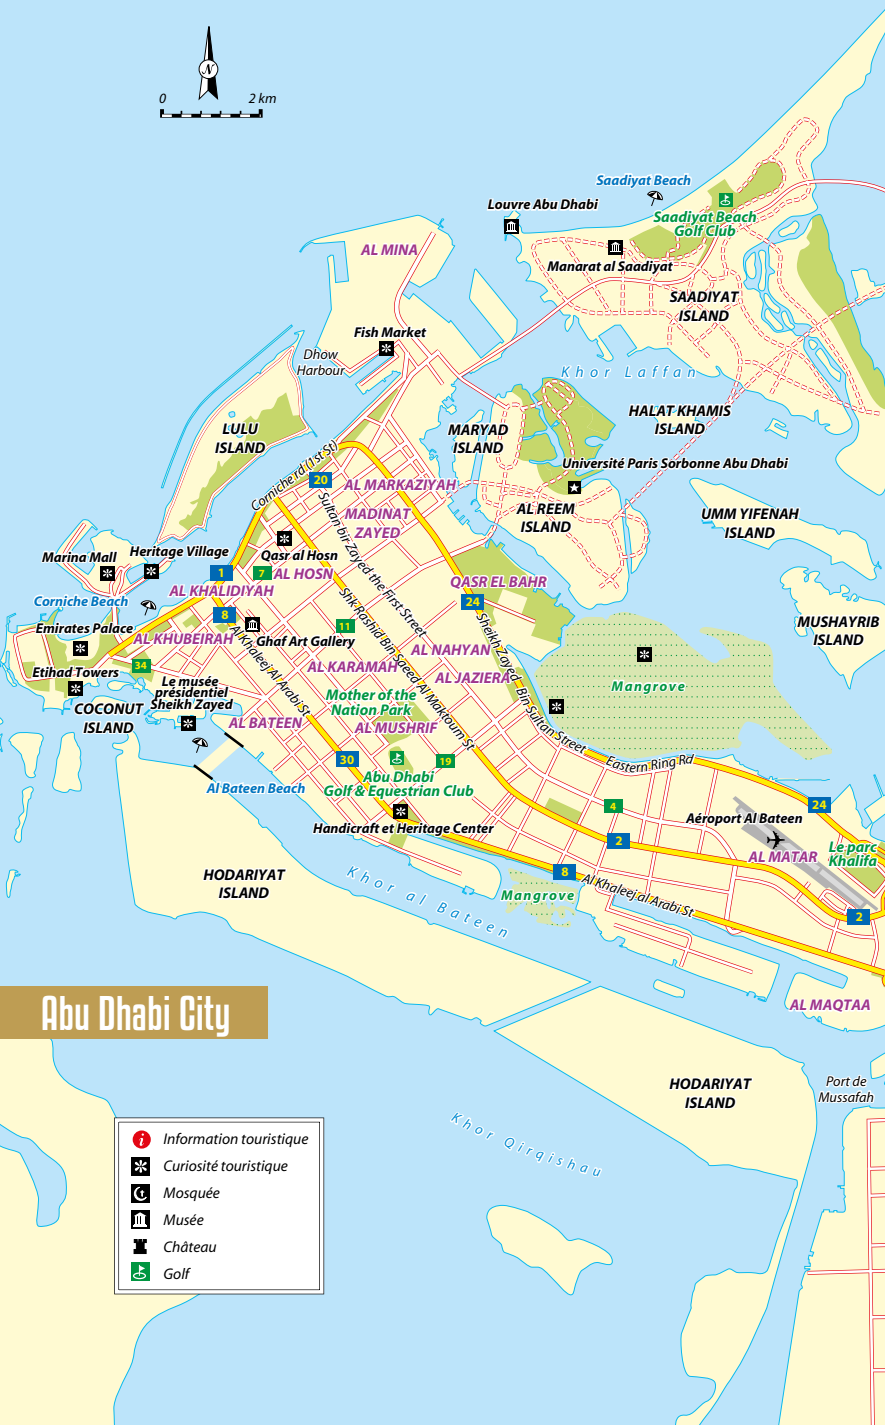 N
0 2 km
Saadiyat Beach
Louvre Abu Dhabi
Saadiyat Beach
Golf Club
AL MINA
Manarat al Saadiyat
SAADIYAT
ISLAND
Fish Market
Dhow
Harbour
Khor Laffan
HALAT KHAMIS
ISLAND
LULU
ISLAND
MARYAD
ISLAND
Corniche rd (1st St)
Université Paris Sorbonne Abu Dhabi
20
AL MARKAZIYAH
AL REEM
ISLAND
UMM YIFENAH
ISLAND
MADINAT
ZAYED
Sultan bir Zayed the First Street
Marina Mall
Heritage Village
Qasr al Hosn
1
7
AL HOSN
QASR EL BAHR
AL KHALIDIYAH
Corniche Beach
24
8
11
MUSHAYRIB
ISLAND
Emirates Palace
AL KHUBEIRAH
Ghaf Art Gallery
AL NAHYAN
Shk Rashid Bin Saeed Al Maktoum St
Sheikh Zayed Bin Sultan Street
Al Khaleej Al Arabi St
34
Etihad Towers
AL KARAMAH
AL JAZIERA
Mangrove
Le musée
présidentiel
Sheikh Zayed
Mother of the
Nation Park
COCONUT
ISLAND
AL BATEEN
AL MUSHRIF
30
19
Eastern Ring Rd
Al Bateen Beach
Abu Dhabi
Golf & Equestrian Club
4
24
Aéroport Al Bateen
Handicraft et Heritage Center
2
AL MATAR
Le parc
Khalifa
HODARIYAT
ISLAND
8
Al Khaleej al Arabi St
Khor al Bateen
Mangrove
2
Abu Dhabi City
AL MAQTAA
HODARIYAT
ISLAND
Port de
Mussafah
Khor Qirqishau
i Information touristique
Curiosité touristique
Mosquée
Musée
Château
Golf